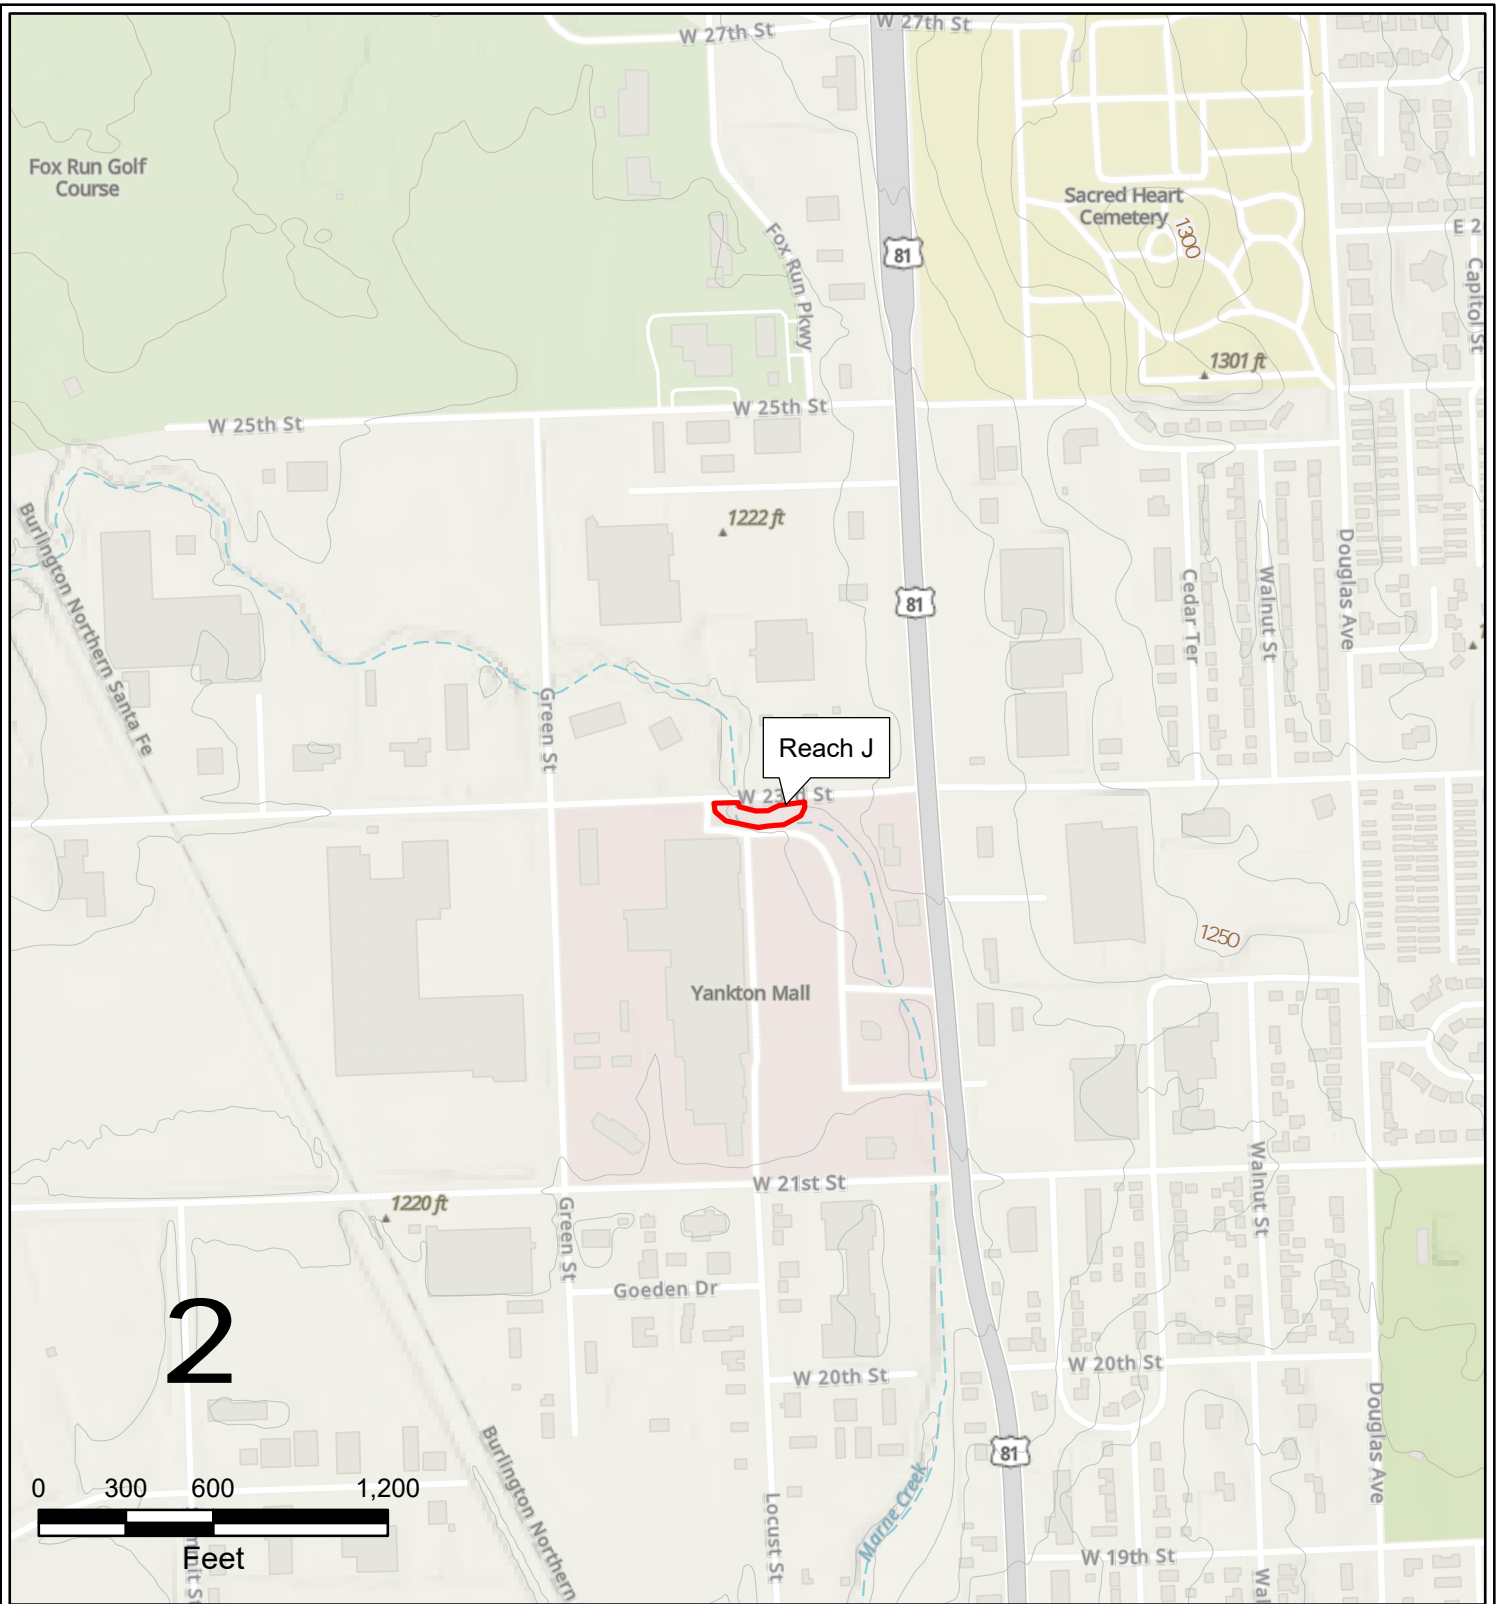 W 27th St
W 27th St
Fox Run Golf
Course
Sacred Heart
Cemetery
1300
E 2
81
Fox Run Pkwy
Capitol St
1301 ft
W 25th St
W 25th St
1222 ft
Burlington Northern Santa Fe
Douglas Ave
Cedar Ter
Walnut St
81
Green St
Reach J
W 23rd St
1250
Yankton Mall
W 21st St
1220 ft
Walnut St
Green St
Goeden Dr
2
W 20th St
W 20th St
Douglas Ave
81
Burlington Northern
Marne Creek
Locust St
0 300 600 1,200
Feet
W 19th St
Wal